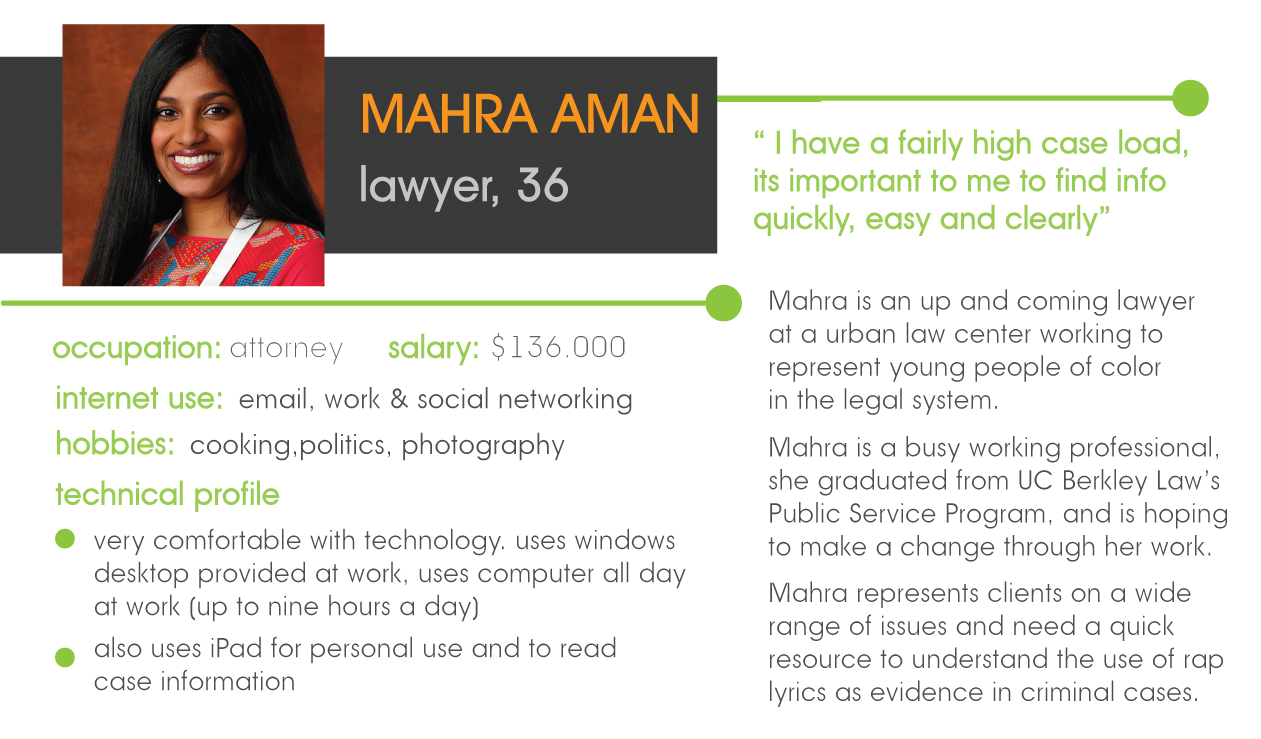 MAHRA AMAN
lawyer, 36
“ I have a fairly high case load,
its important to me to find info
quickly, easy and clearly”
occupation: attorney salary: $136.000
internet use: email, work & social networking
hobbies: cooking,politics, photography
technical profile
very comfortable with technology. uses windows
desktop provided at work, uses computer all day
at work (up to nine hours a day)
also uses iPad for personal use and to read
case information
Mahra is an up and coming lawyer
at a urban law center working to
represent young people of color
in the legal system.
Mahra is a busy working professional,
she graduated from UC Berkley Law’s
Public Service Program, and is hoping
to make a change through her work.
Mahra represents clients on a wide
range of issues and need a quick
resource to understand the use of rap
lyrics as evidence in criminal cases.